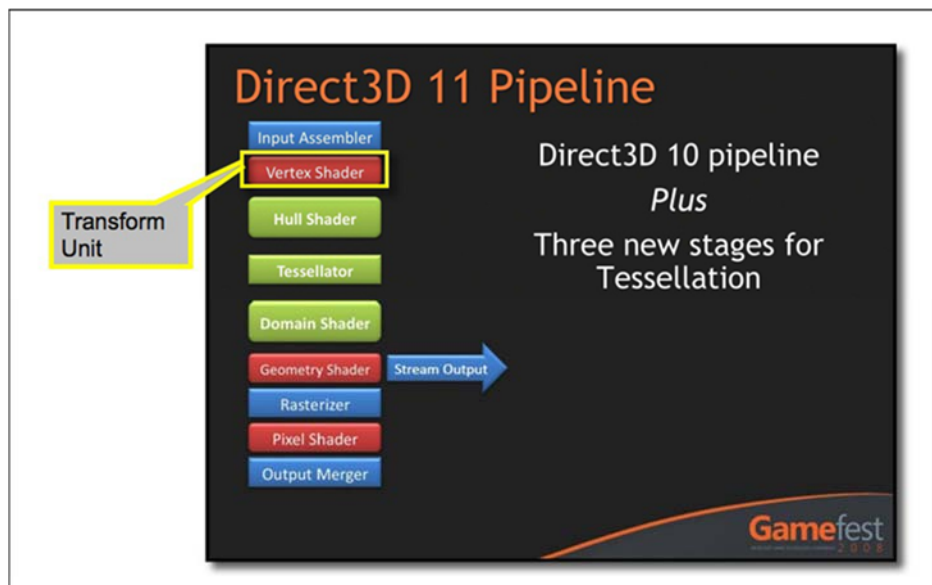 Direct3D 11 Pipeline
Input Assembler
Vertex Shader
Transform
Unit
Hull Shader
Tessellator
Domain Shader
Geometry Shader
Stream Output
Rasterizer
Pixel Shader
Output Merger
Direct3D 10 pipeline
Plus
Three new stages for
Tessellation
Gamefest
2008